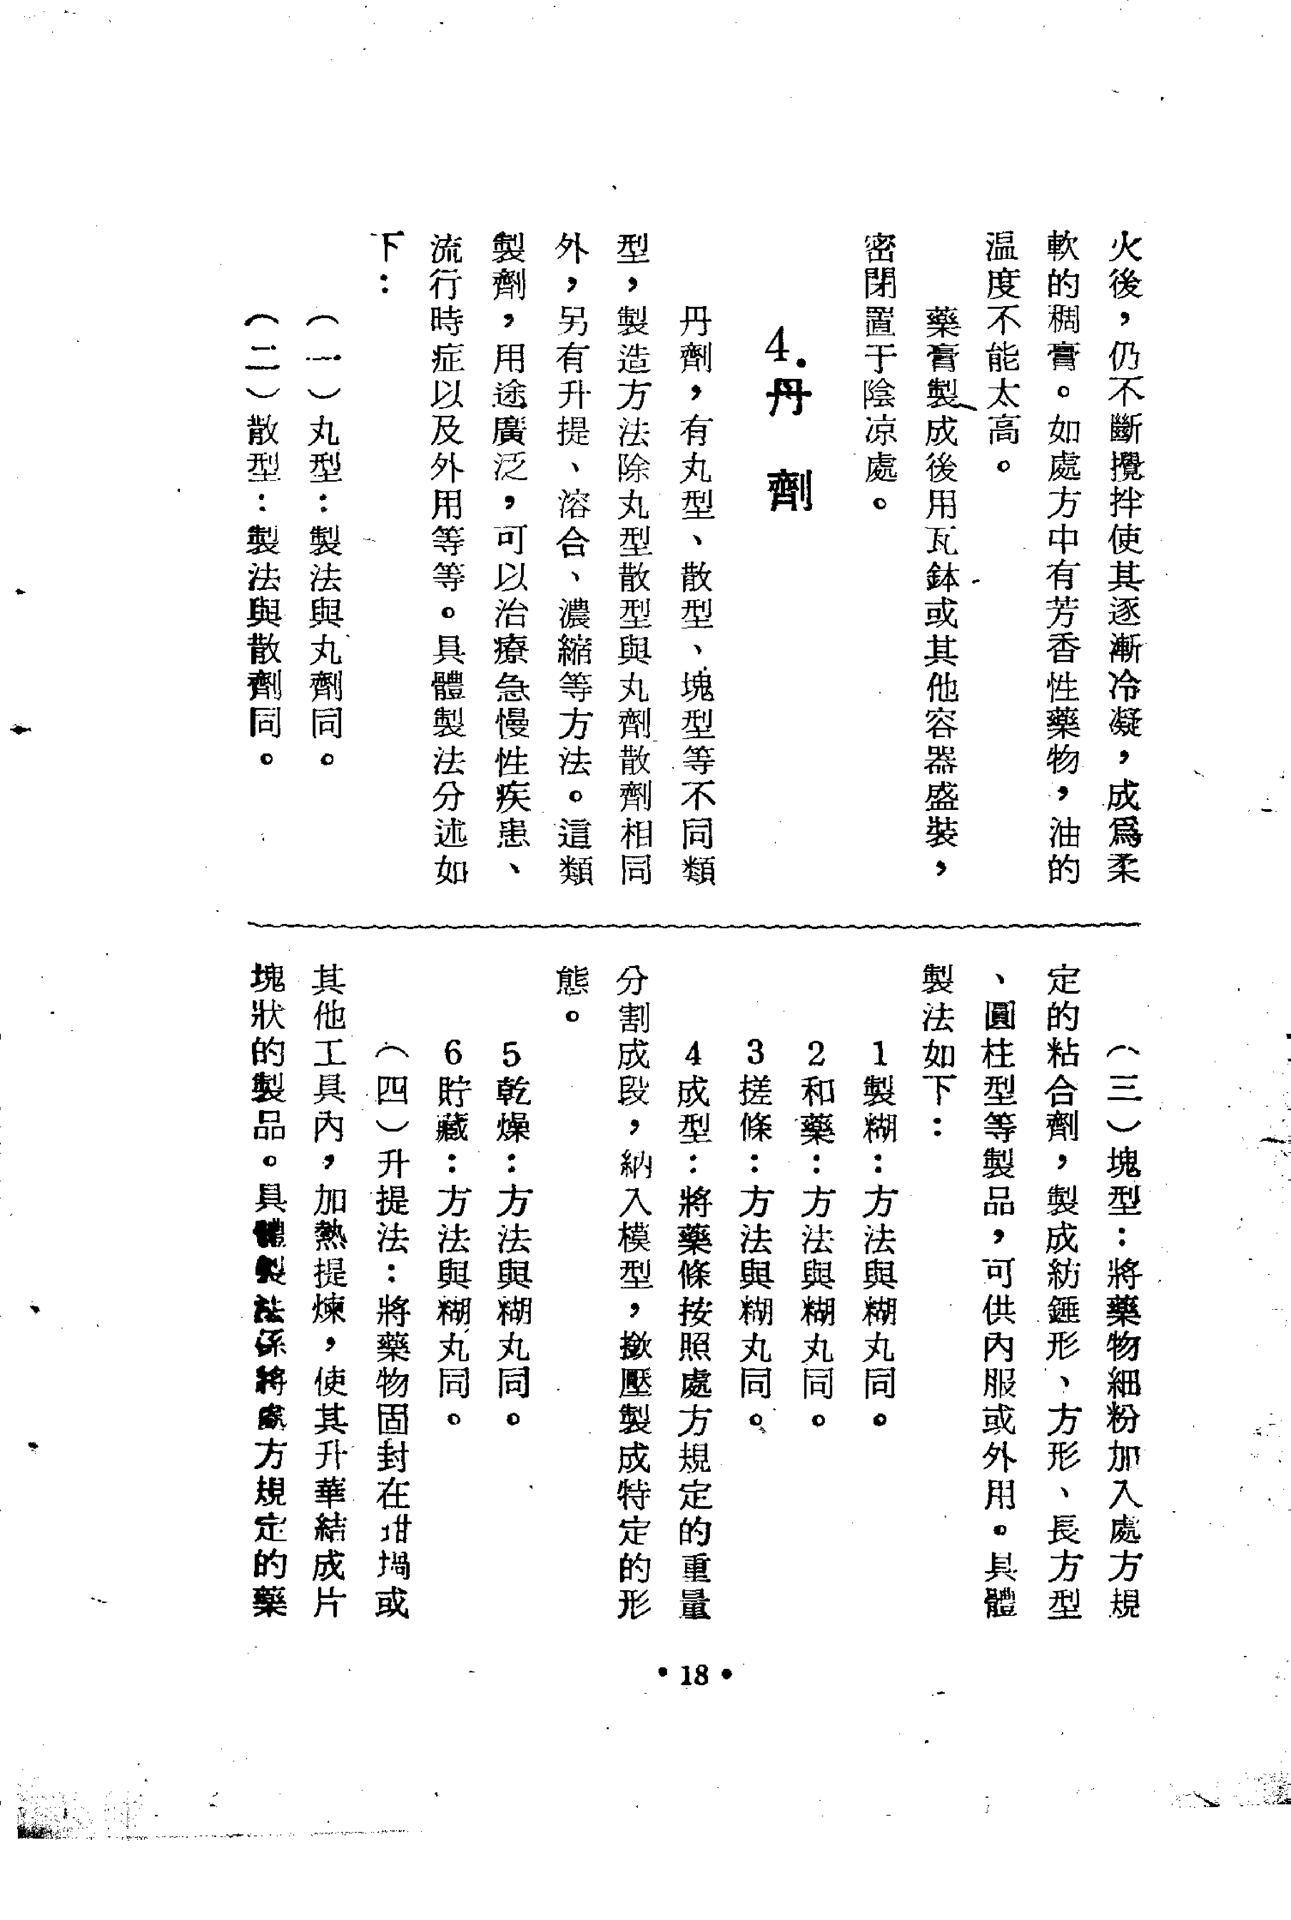 火後，仍不斷攪拌使其逐漸冷凝，成爲柔
軟的稠膏。如處方中有芳香性藥物，油的
温度不能太高。
藥膏製成後用瓦鉢或其他容器盛裝，
密閉置于陰凉處。
4.丹劑
丹劑，有丸型、散型、塊型等不同類
型，製造方法除丸型散型與丸劑散劑相同
外，另有升提、溶合、濃縮等方法。這類
製劑，用途廣泛，可以治療急慢性疾患、
流行時症以及外用等等。具體製法分述如
下：
（一）丸型：製法與丸劑同。
（二）散型：製法與散劑同。
（三）塊型：將藥物細粉加入處方規
定的粘合劑，製成紡錘形、方形、長方型
、圓柱型等製品，可供內服或外用。具體
製法如下：
1製糊：方法與糊丸同。
2和藥：方法與糊丸同。
3搓條：方法與糊丸同。
4成型：將藥條按照處方規定的重量
分割成段，納入模型，撳壓製成特定的形
態。
5乾燥：方法與糊丸同。
6貯藏：方法與糊丸同。
（四）升提法：將藥物固封在坩堝或
其他工具內，加熱提煉，使其升華結成片
塊狀的製品。具體製法係將處方規定的藥
•18•